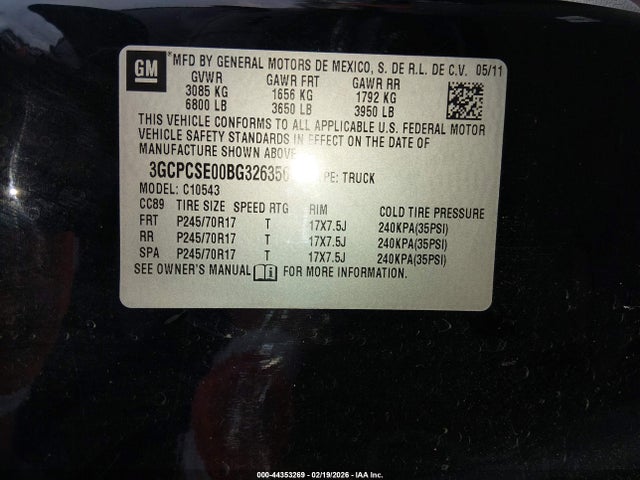 GM
®MFD BY GENERAL MOTORS DE MEXICO, S. DE R.L. DE C.V. 05/11
GVWR GAWR FRT GAWR RR
3085 KG 1656 KG 1792 KG
6800 LB 3650 LB 3950 LB
THIS VEHICLE CONFORMS TO ALL APPLICABLE U.S. FEDERAL MOTOR
VEHICLE SAFETY STANDARDS IN EFFECT ON THE DATE OF
MANUFACTURE SHOWN ABOVE
TRUCK
MODEL: C10543
CC89 TIRE SIZE SPEED RTG RIM COLD TIRE PRESSURE
FRT P245/70R17 T 17X7.5J 240KPA(35PSI)
RR P245/70R17 T 17X7.5J 240KPA(35PSI)
SPA P245/70R17 T 17X7.5J 240KPA(35PSI)
SEE OWNER'S MANUAL FOR MORE INFORMATION.
000-44353269 - 02/19/2026 - IAA Inc.